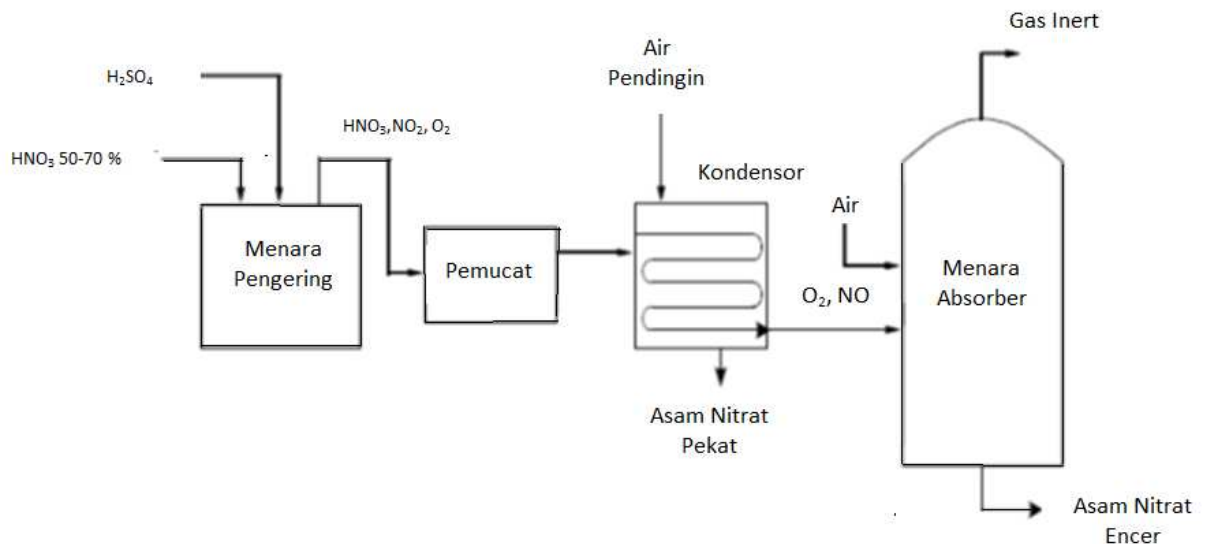 Gas Inert
Air
Pendingin
H₂SO₄
HNO₃, NO₂, O₂
HNO₃ 50-70 %
Kondensor
Air
Menara
Pengering
Pemucat
Menara
Absorber
O₂, NO
Asam Nitrat
Pekat
Asam Nitrat
Encer